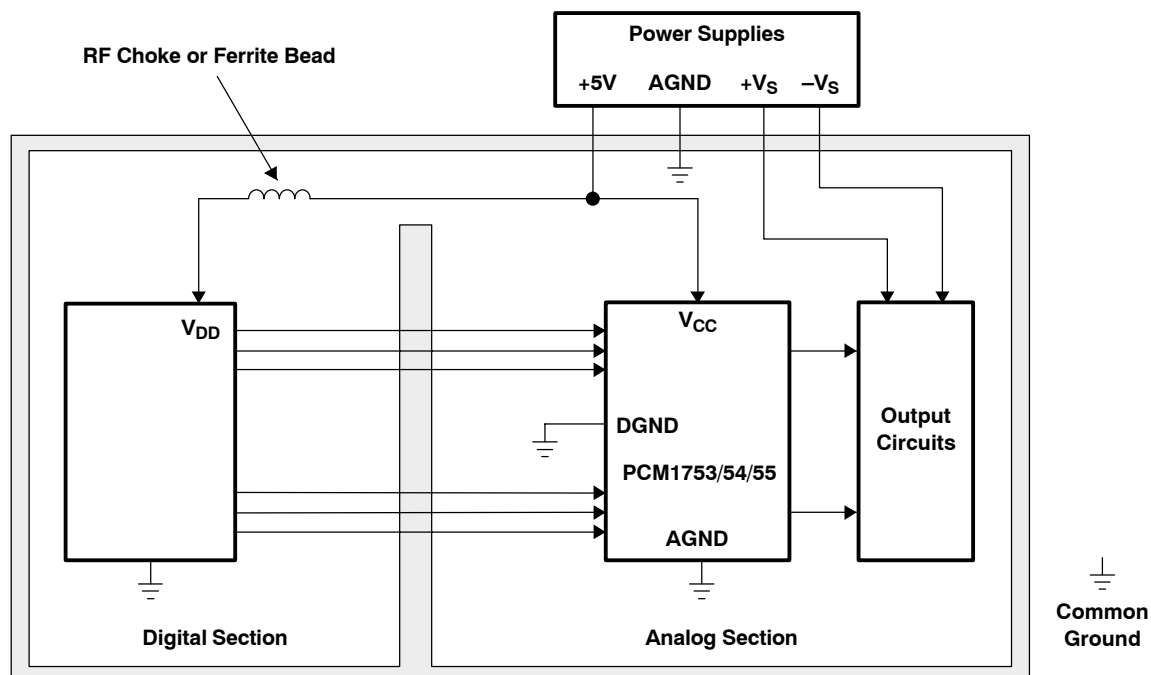 Power Supplies
RF Choke or Ferrite Bead
+5V AGND +VS –VS
VDD
VCC
DGND
Output
Circuits
PCM1753/54/55
AGND
Common
Ground
Digital Section
Analog Section